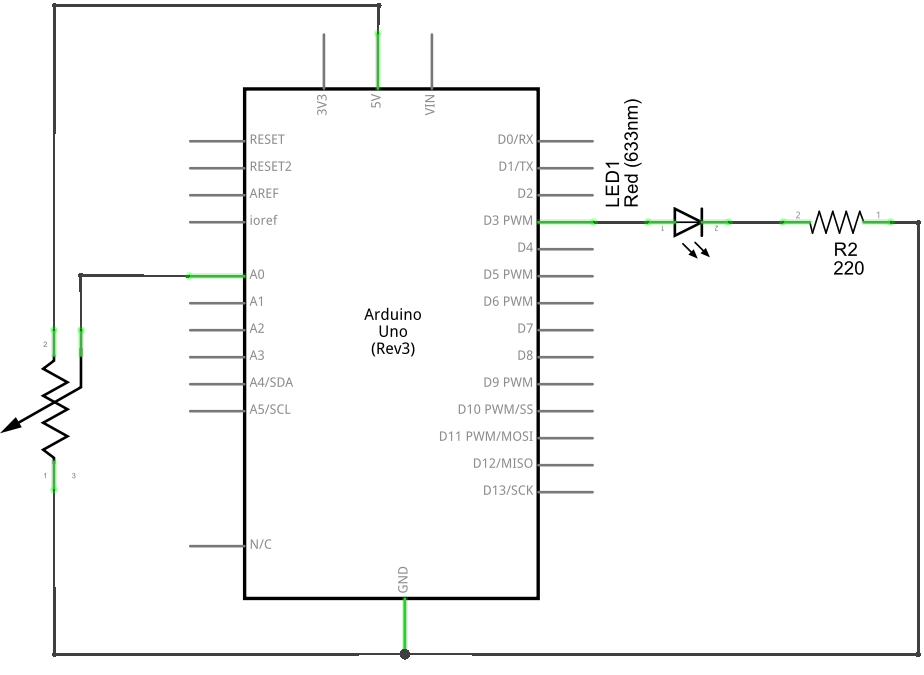 3V3
5V
VIN
RESET
RESET2
AREF
ioref
A0
A1
A2
A3
A4/SDA
A5/SCL
N/C
Arduino
Uno
(Rev3)
D0/RX
D1/TX
D2
D3 PWM
D4
D5 PWM
D6 PWM
D7
D8
D9 PWM
D10 PWM/SS
D11 PWM/MOSI
D12/MISO
D13/SCK
GND
LED1
Red (633nm)
1
2
2
1
R2
220
2
1
3